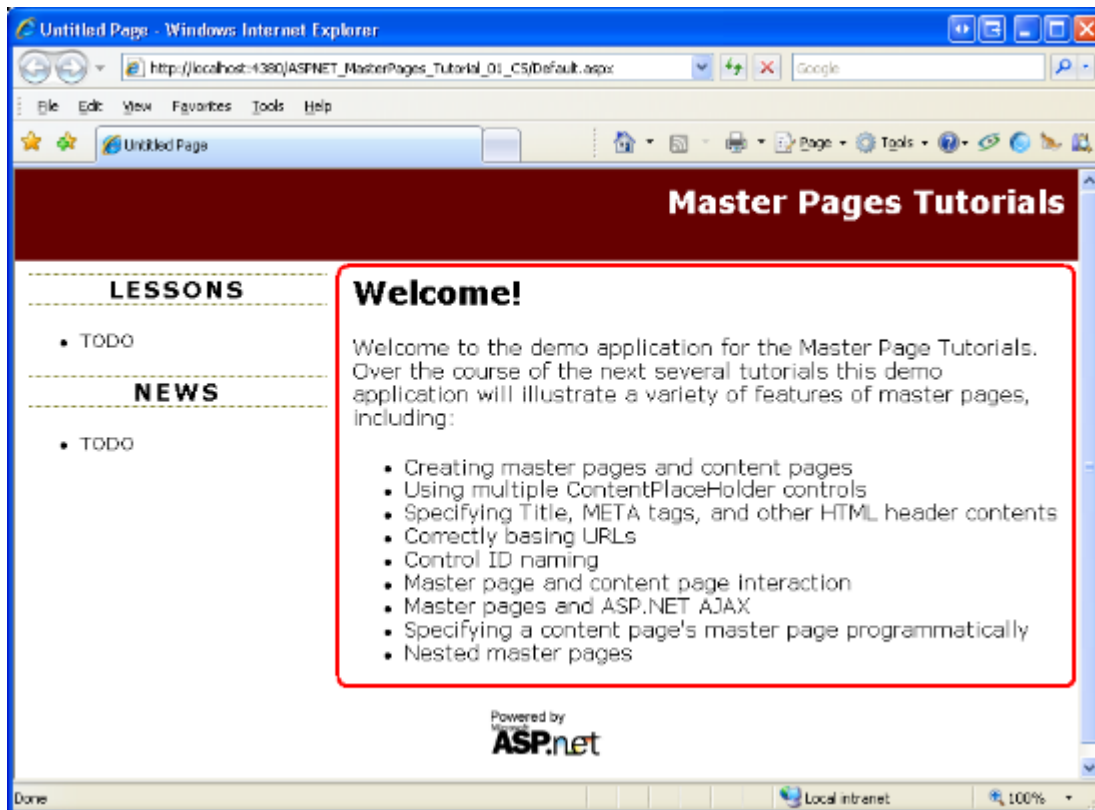 Untitled Page - Windows Internet Explorer
http://localhost:4380/ASPNET_MasterPages_Tutorial_01_CS/Default.aspx
Google
File Edit View Favorites Tools Help
Untitled Page
Page Tools
Master Pages Tutorials
LESSONS
TODO
NEWS
TODO
Welcome!
Welcome to the demo application for the Master Page Tutorials.
Over the course of the next several tutorials this demo
application will illustrate a variety of features of master pages,
including:
Creating master pages and content pages
Using multiple ContentPlaceHolder controls
Specifying Title, META tags, and other HTML header contents
Correctly basing URLs
Control ID naming
Master page and content page interaction
Master pages and ASP.NET AJAX
Specifying a content page's master page programmatically
Nested master pages
Powered by
Microsoft
ASP.net
Done
Local intranet
100%